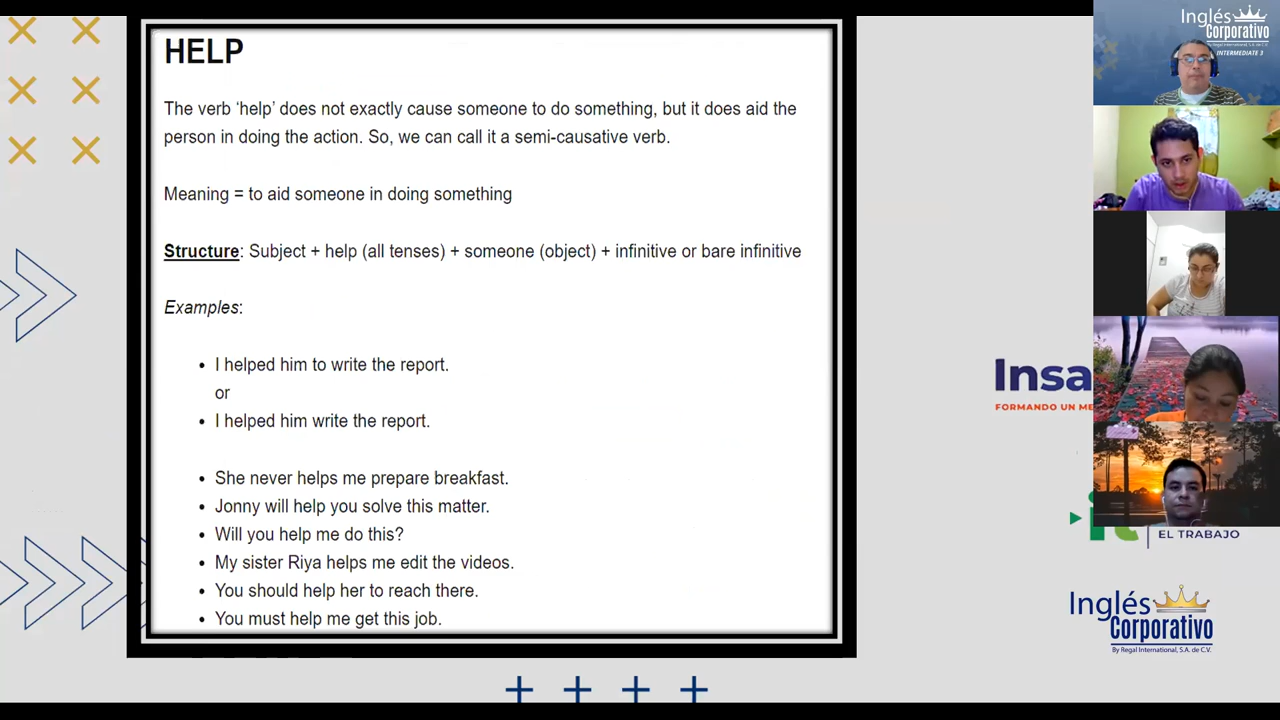 HELP
The verb ‘help’ does not exactly cause someone to do something, but it does aid the
person in doing the action. So, we can call it a semi-causative verb.
Meaning = to aid someone in doing something
Structure: Subject + help (all tenses) + someone (object) + infinitive or bare infinitive
Examples:
• I helped him to write the report.
or
• I helped him write the report.
• She never helps me prepare breakfast.
• Jonny will help you solve this matter.
• Will you help me do this?
• My sister Riya helps me edit the videos.
• You should help her to reach there.
• You must help me get this job.
Inglés
Corporativo
By Regal International, S.A. de C.V.
INTERMEDIATE 3
Insa
FORMANDO UN ME
EL TRABAJO
Inglés
Corporativo
By Regal International, S.A. de C.V.